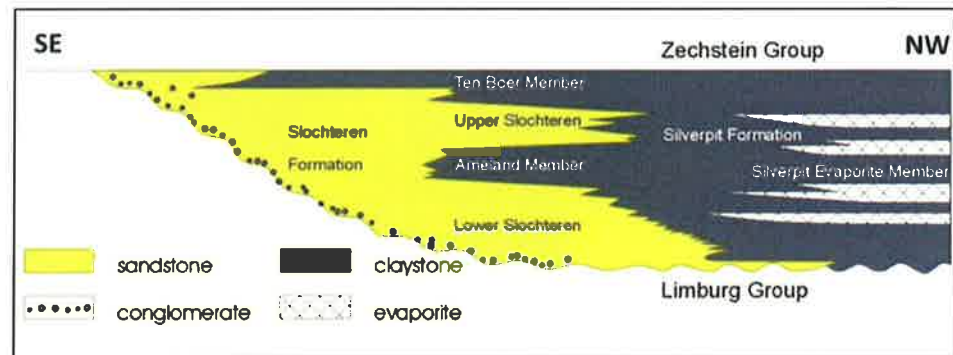 SE
Zechstein Group
NW
Ten Boer Member
Slochteren
Formation
Upper Slochteren
Silverpit Formation
Ameland Member
Silverpit Evaporite Member
Lower Slochteren
sandstone
claystone
conglomerate
evaporite
Limburg Group